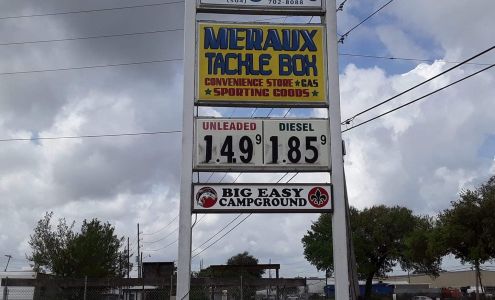 702-8088
MERAUX
TACKLE BOX
CONVENIENCE STORE ★ GAS
★ SPORTING GOODS ★
UNLEADED DIESEL
1.49 9 1.85 9
BIG EASY
CAMPGROUND